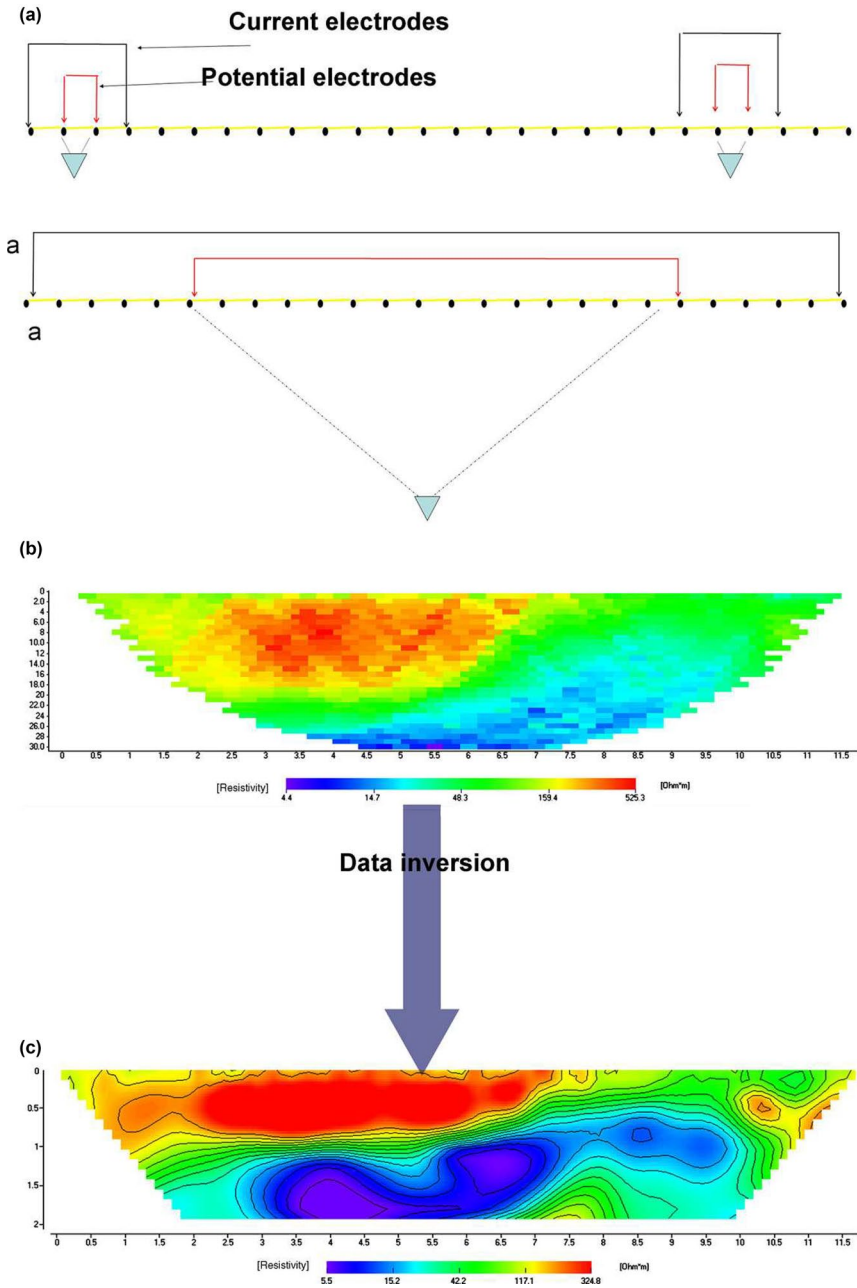 (a)
Current electrodes
Potential electrodes
a
a
(b)
0
2.0
4.0
6.0
8.0
10.0
12.0
14.0
16.0
18.0
20
22
24
26.0
28.0
30.0
0 0.5 1 1.5 2 2.5 3 3.5 4 4.5 5 5.5 6 6.5 7 7.5 8 8.5 9 9.5 10 10.5 11 11.5
[Resistivity] [Ohm*m]
4.4 14.7 48.3 159.4 525.3
Data inversion
(c)
0
0.5
1
1.5
2
0 0.5 1 1.5 2 2.5 3 3.5 4 4.5 5 5.5 6 6.5 7 7.5 8 8.5 9 9.5 10 10.5 11 11.5
[Resistivity] [Ohm*m]
5.5 15.2 42.2 117.1 324.8